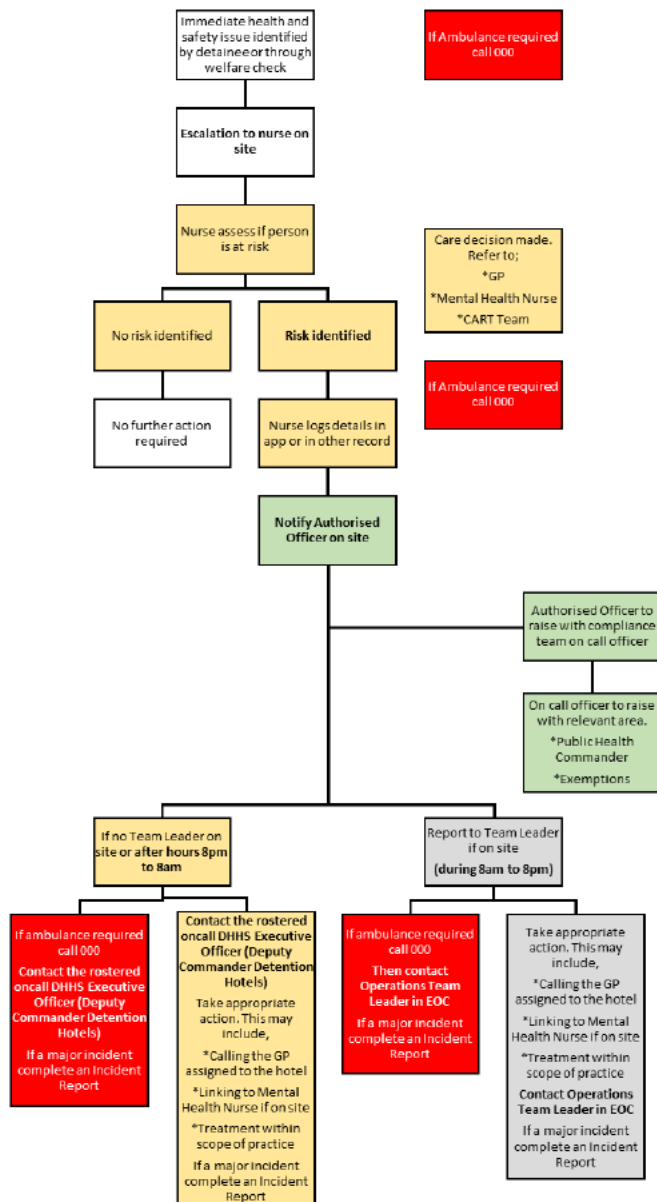 Immediate health and
safety issue identified
by detainee or through
welfare check
If Ambulance required
call 000
Escalation to nurse on
site
Nurse assess if person
is at risk
Care decision made.
Refer to;
*GP
*Mental Health Nurse
*CART Team
No risk identified
Risk identified
If Ambulance required
call 000
No further action
required
Nurse logs details in
app or in other record
Notify Authorised
Officer on site
Authorised Officer to
raise with compliance
team on call officer
On call officer to raise
with relevant area.
*Public Health
Commander
*Exemptions
If no Team Leader on
site or after hours 8pm
to 8am
Report to Team Leader
if on site
(during 8am to 8pm)
If ambulance required
call 000
Contact the rostered
oncall DHHS Executive
Officer (Deputy
Commander Detention
Hotels)
If a major incident
complete an Incident
Report
Contact the rostered
oncall DHHS Executive
Officer (Deputy
Commander Detention
Hotels)
Take appropriate
action. This may
include,
*Calling the GP
assigned to the hotel
*Linking to Mental
Health Nurse if on site
*Treatment within
scope of practice
If a major incident
complete an Incident
Report
If ambulance required
call 000
Then contact
Operations Team
Leader in EOC
If a major incident
complete an Incident
Report
Take appropriate
action. This may
include,
*Calling the GP
assigned to the hotel
*Linking to Mental
Health Nurse if on site
*Treatment within
scope of practice
Contact Operations
Team Leader in EOC
If a major incident
complete an Incident
Report